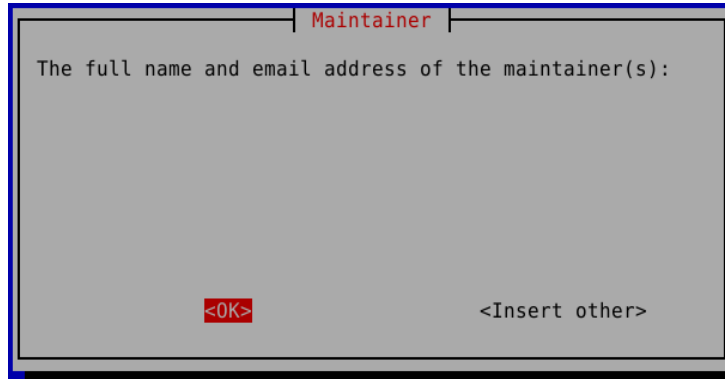 Maintainer
The full name and email address of the maintainer(s):
<OK> <Insert other>